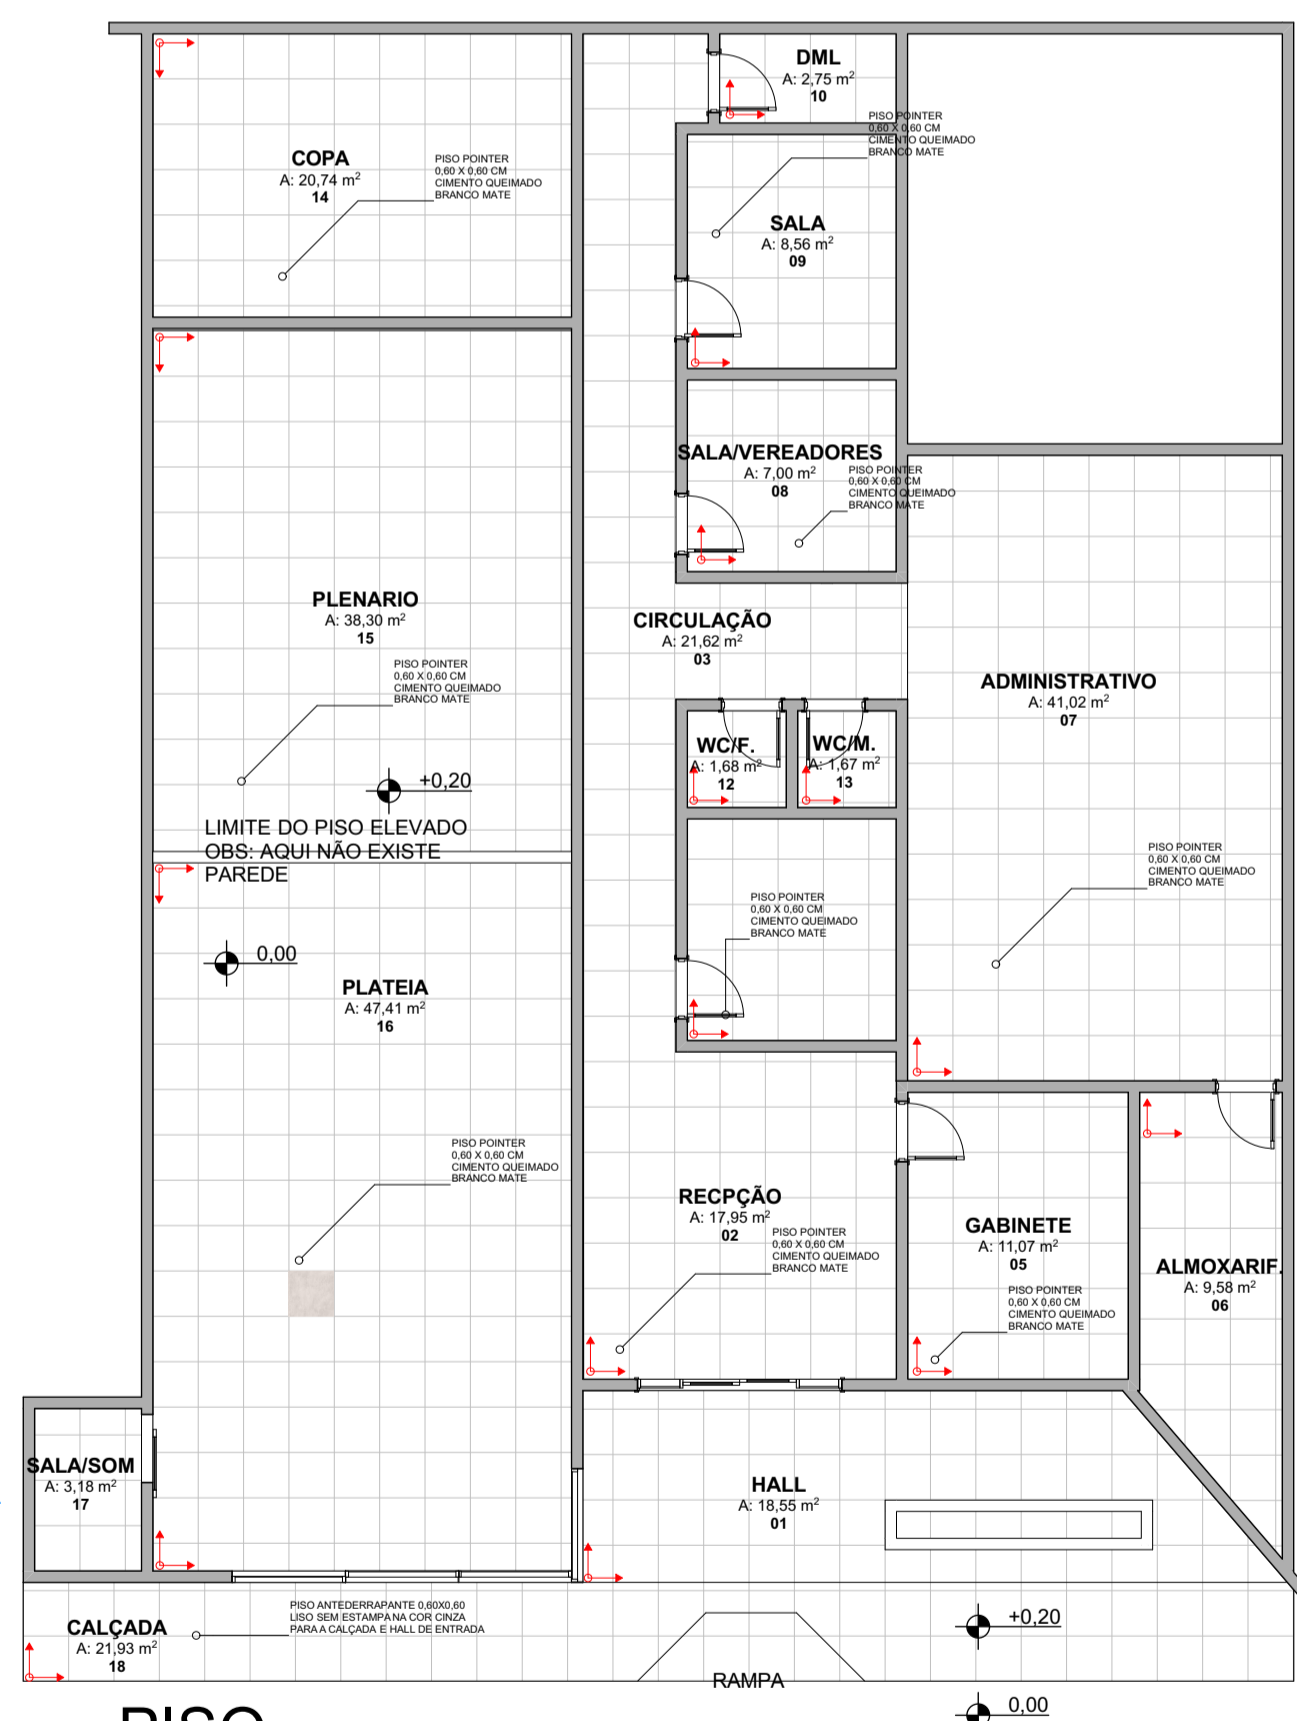 DML
A: 2,75 m²
10
PISO POINTER
0,60 X 0,60 CM
CIMENTO QUEIMADO
BRANCO MATE
COPA
A: 20,74 m²
14
PISO POINTER
0,60 X 0,60 CM
CIMENTO QUEIMADO
BRANCO MATE
SALA
A: 8,56 m²
09
SALA/VEREADORES
A: 7,00 m²
08
PISO POINTER
0,60 X 0,60 CM
CIMENTO QUEIMADO
BRANCO MATE
PLENARIO
A: 38,30 m²
15
PISO POINTER
0,60 X 0,60 CM
CIMENTO QUEIMADO
BRANCO MATE
CIRCULAÇÃO
A: 21,62 m²
03
ADMINISTRATIVO
A: 41,02 m²
07
WC/F.
A: 1,68 m²
12
WC/M.
A: 1,67 m²
13
+0,20
LIMITE DO PISO ELEVADO
OBS: AQUI NÃO EXISTE
PAREDE
PISO POINTER
0,60 X 0,60 CM
CIMENTO QUEIMADO
BRANCO MATE
PISO POINTER
0,60 X 0,60 CM
CIMENTO QUEIMADO
BRANCO MATE
0,00
PLATEIA
A: 47,41 m²
16
PISO POINTER
0,60 X 0,60 CM
CIMENTO QUEIMADO
BRANCO MATE
RECPÇÃO
A: 17,95 m²
02
PISO POINTER
0,60 X 0,60 CM
CIMENTO QUEIMADO
BRANCO MATE
GABINETE
A: 11,07 m²
05
PISO POINTER
0,60 X 0,60 CM
CIMENTO QUEIMADO
BRANCO MATE
ALMOXARIF.
A: 9,58 m²
06
SALA/SOM
A: 3,18 m²
17
HALL
A: 18,55 m²
01
PISO ANTEDERRAPANTE 0,60X0,60
LISO SEM ESTAMPA NA COR CINZA
PARA A CALÇADA E HALL DE ENTRADA
CALÇADA
A: 21,93 m²
18
+0,20
RAMPA
0,00
PISO